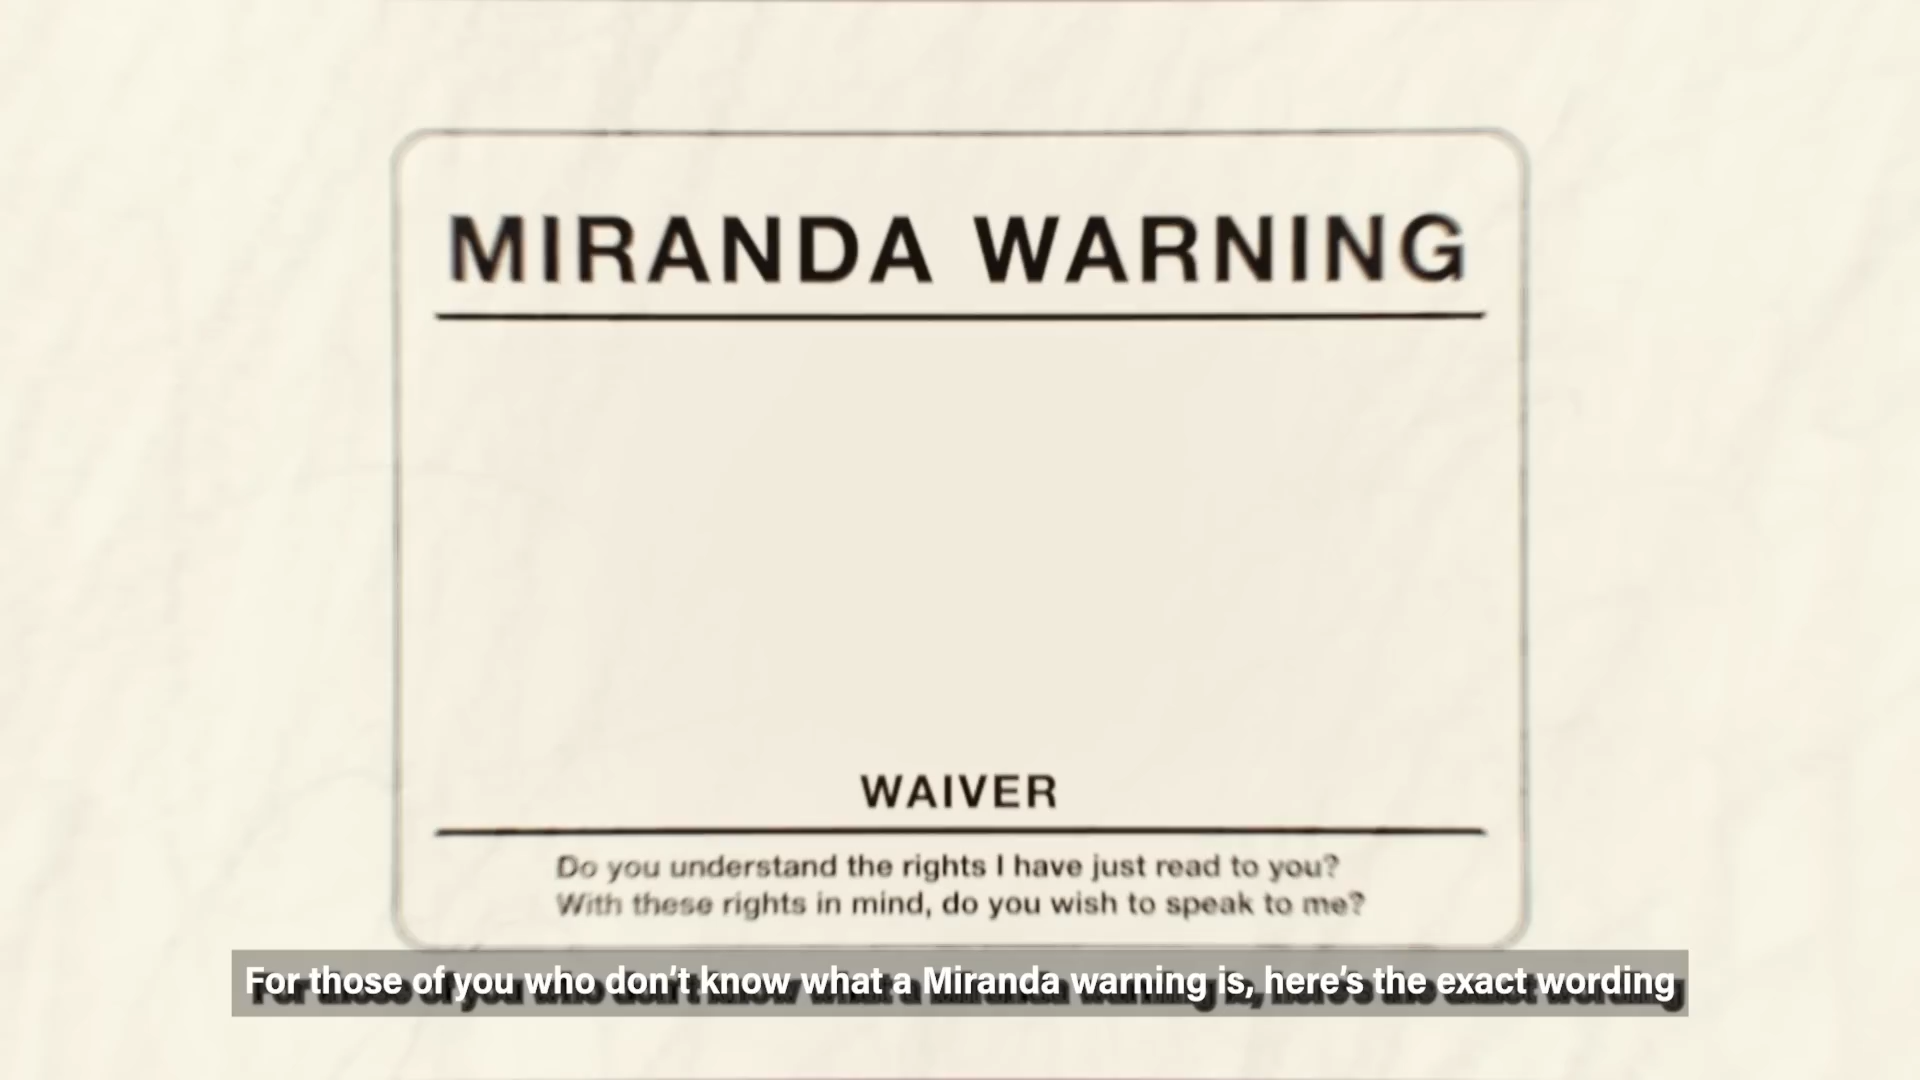 MIRANDA WARNING
WAIVER
Do you understand the rights I have just read to you?
With these rights in mind, do you wish to speak to me?
For those of you who don’t know what a Miranda warning is, here’s the exact wording